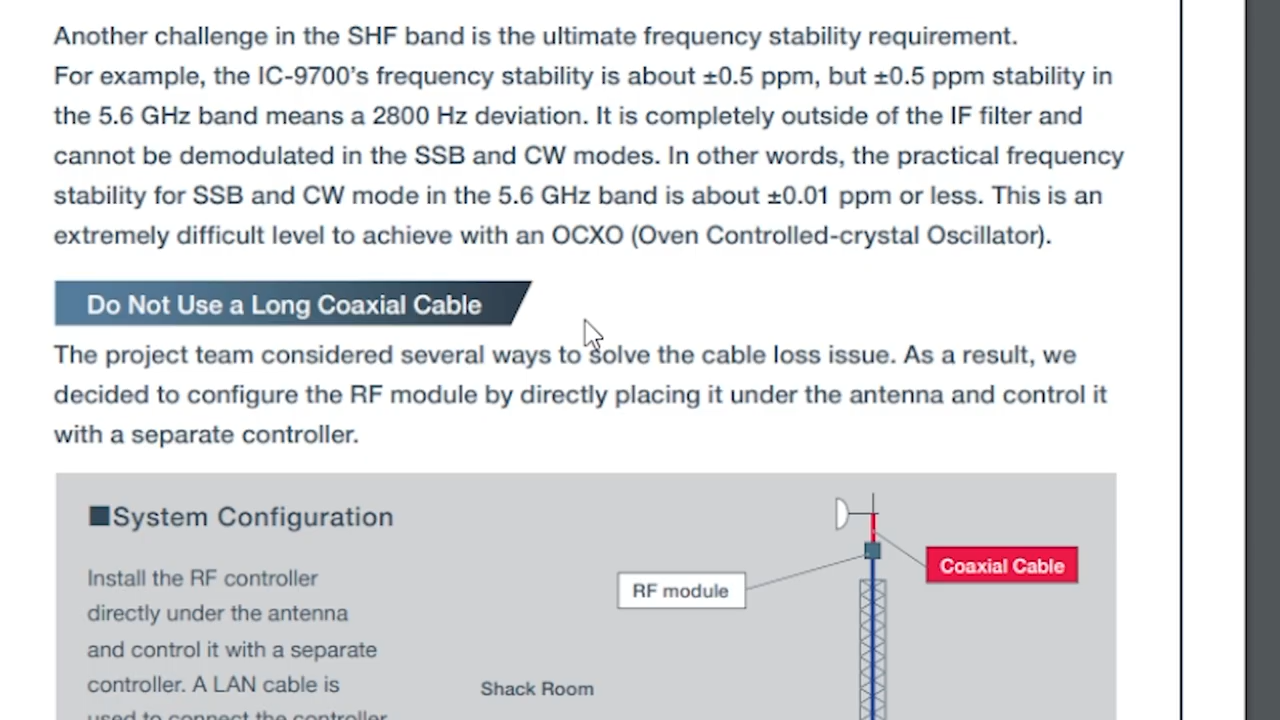 Another challenge in the SHF band is the ultimate frequency stability requirement.
For example, the IC-9700’s frequency stability is about ±0.5 ppm, but ±0.5 ppm stability in
the 5.6 GHz band means a 2800 Hz deviation. It is completely outside of the IF filter and
cannot be demodulated in the SSB and CW modes. In other words, the practical frequency
stability for SSB and CW mode in the 5.6 GHz band is about ±0.01 ppm or less. This is an
extremely difficult level to achieve with an OCXO (Oven Controlled-crystal Oscillator).
Do Not Use a Long Coaxial Cable
The project team considered several ways to solve the cable loss issue. As a result, we
decided to configure the RF module by directly placing it under the antenna and control it
with a separate controller.
■System Configuration
Install the RF controller
directly under the antenna
and control it with a separate
controller. A LAN cable is
used to connect the controller
RF module
Coaxial Cable
Shack Room